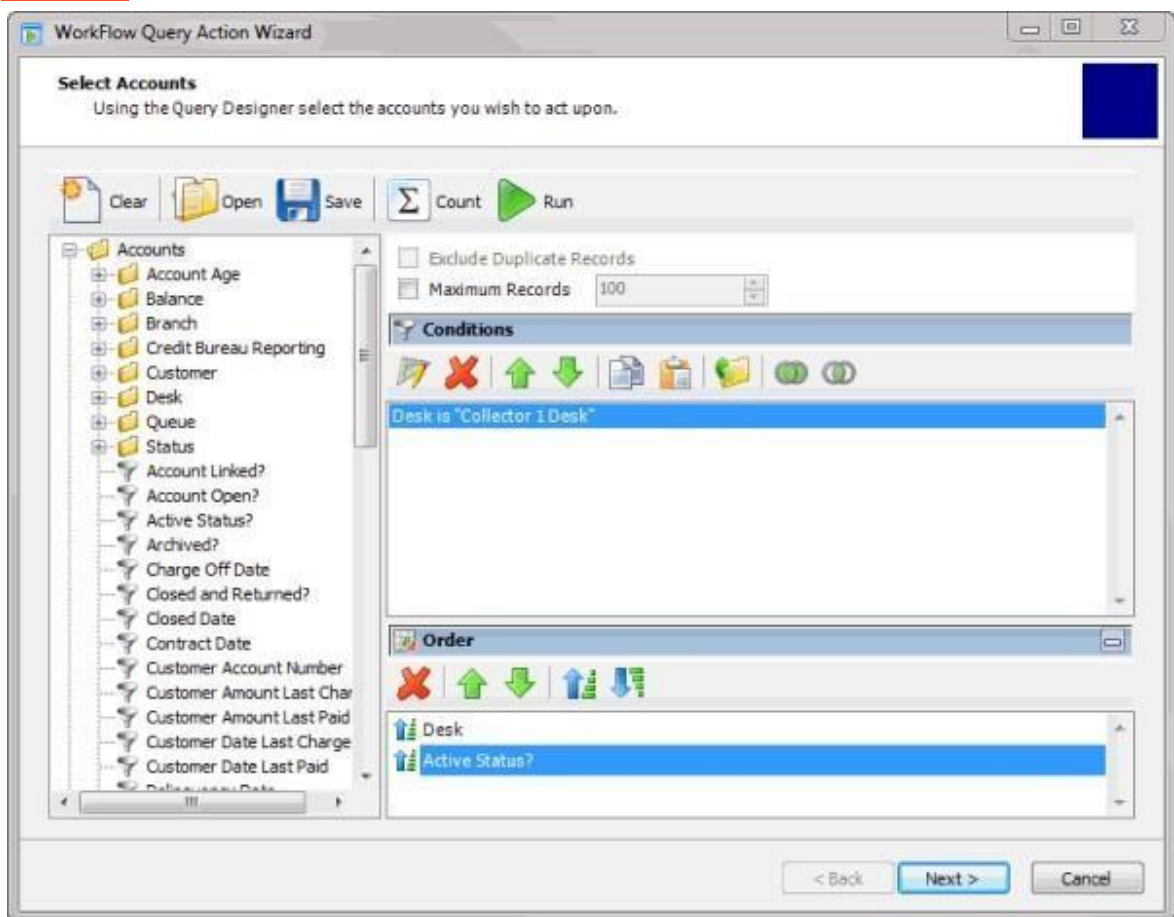 WorkFlow Query Action Wizard
Select Accounts
Using the Query Designer select the accounts you wish to act upon.
Clear Open Save Σ Count Run
Accounts
Account Age
Balance
Branch
Credit Bureau Reporting
Customer
Desk
Queue
Status
Account Linked?
Account Open?
Active Status?
Archived?
Charge Off Date
Closed and Returned?
Closed Date
Contract Date
Customer Account Number
Customer Amount Last Char
Customer Amount Last Paid
Customer Date Last Charge
Customer Date Last Paid
Delinquency Date
Exclude Duplicate Records
Maximum Records 100
Conditions
Desk is "Collector 1 Desk"
Order
Desk
Active Status?
< Back Next > Cancel